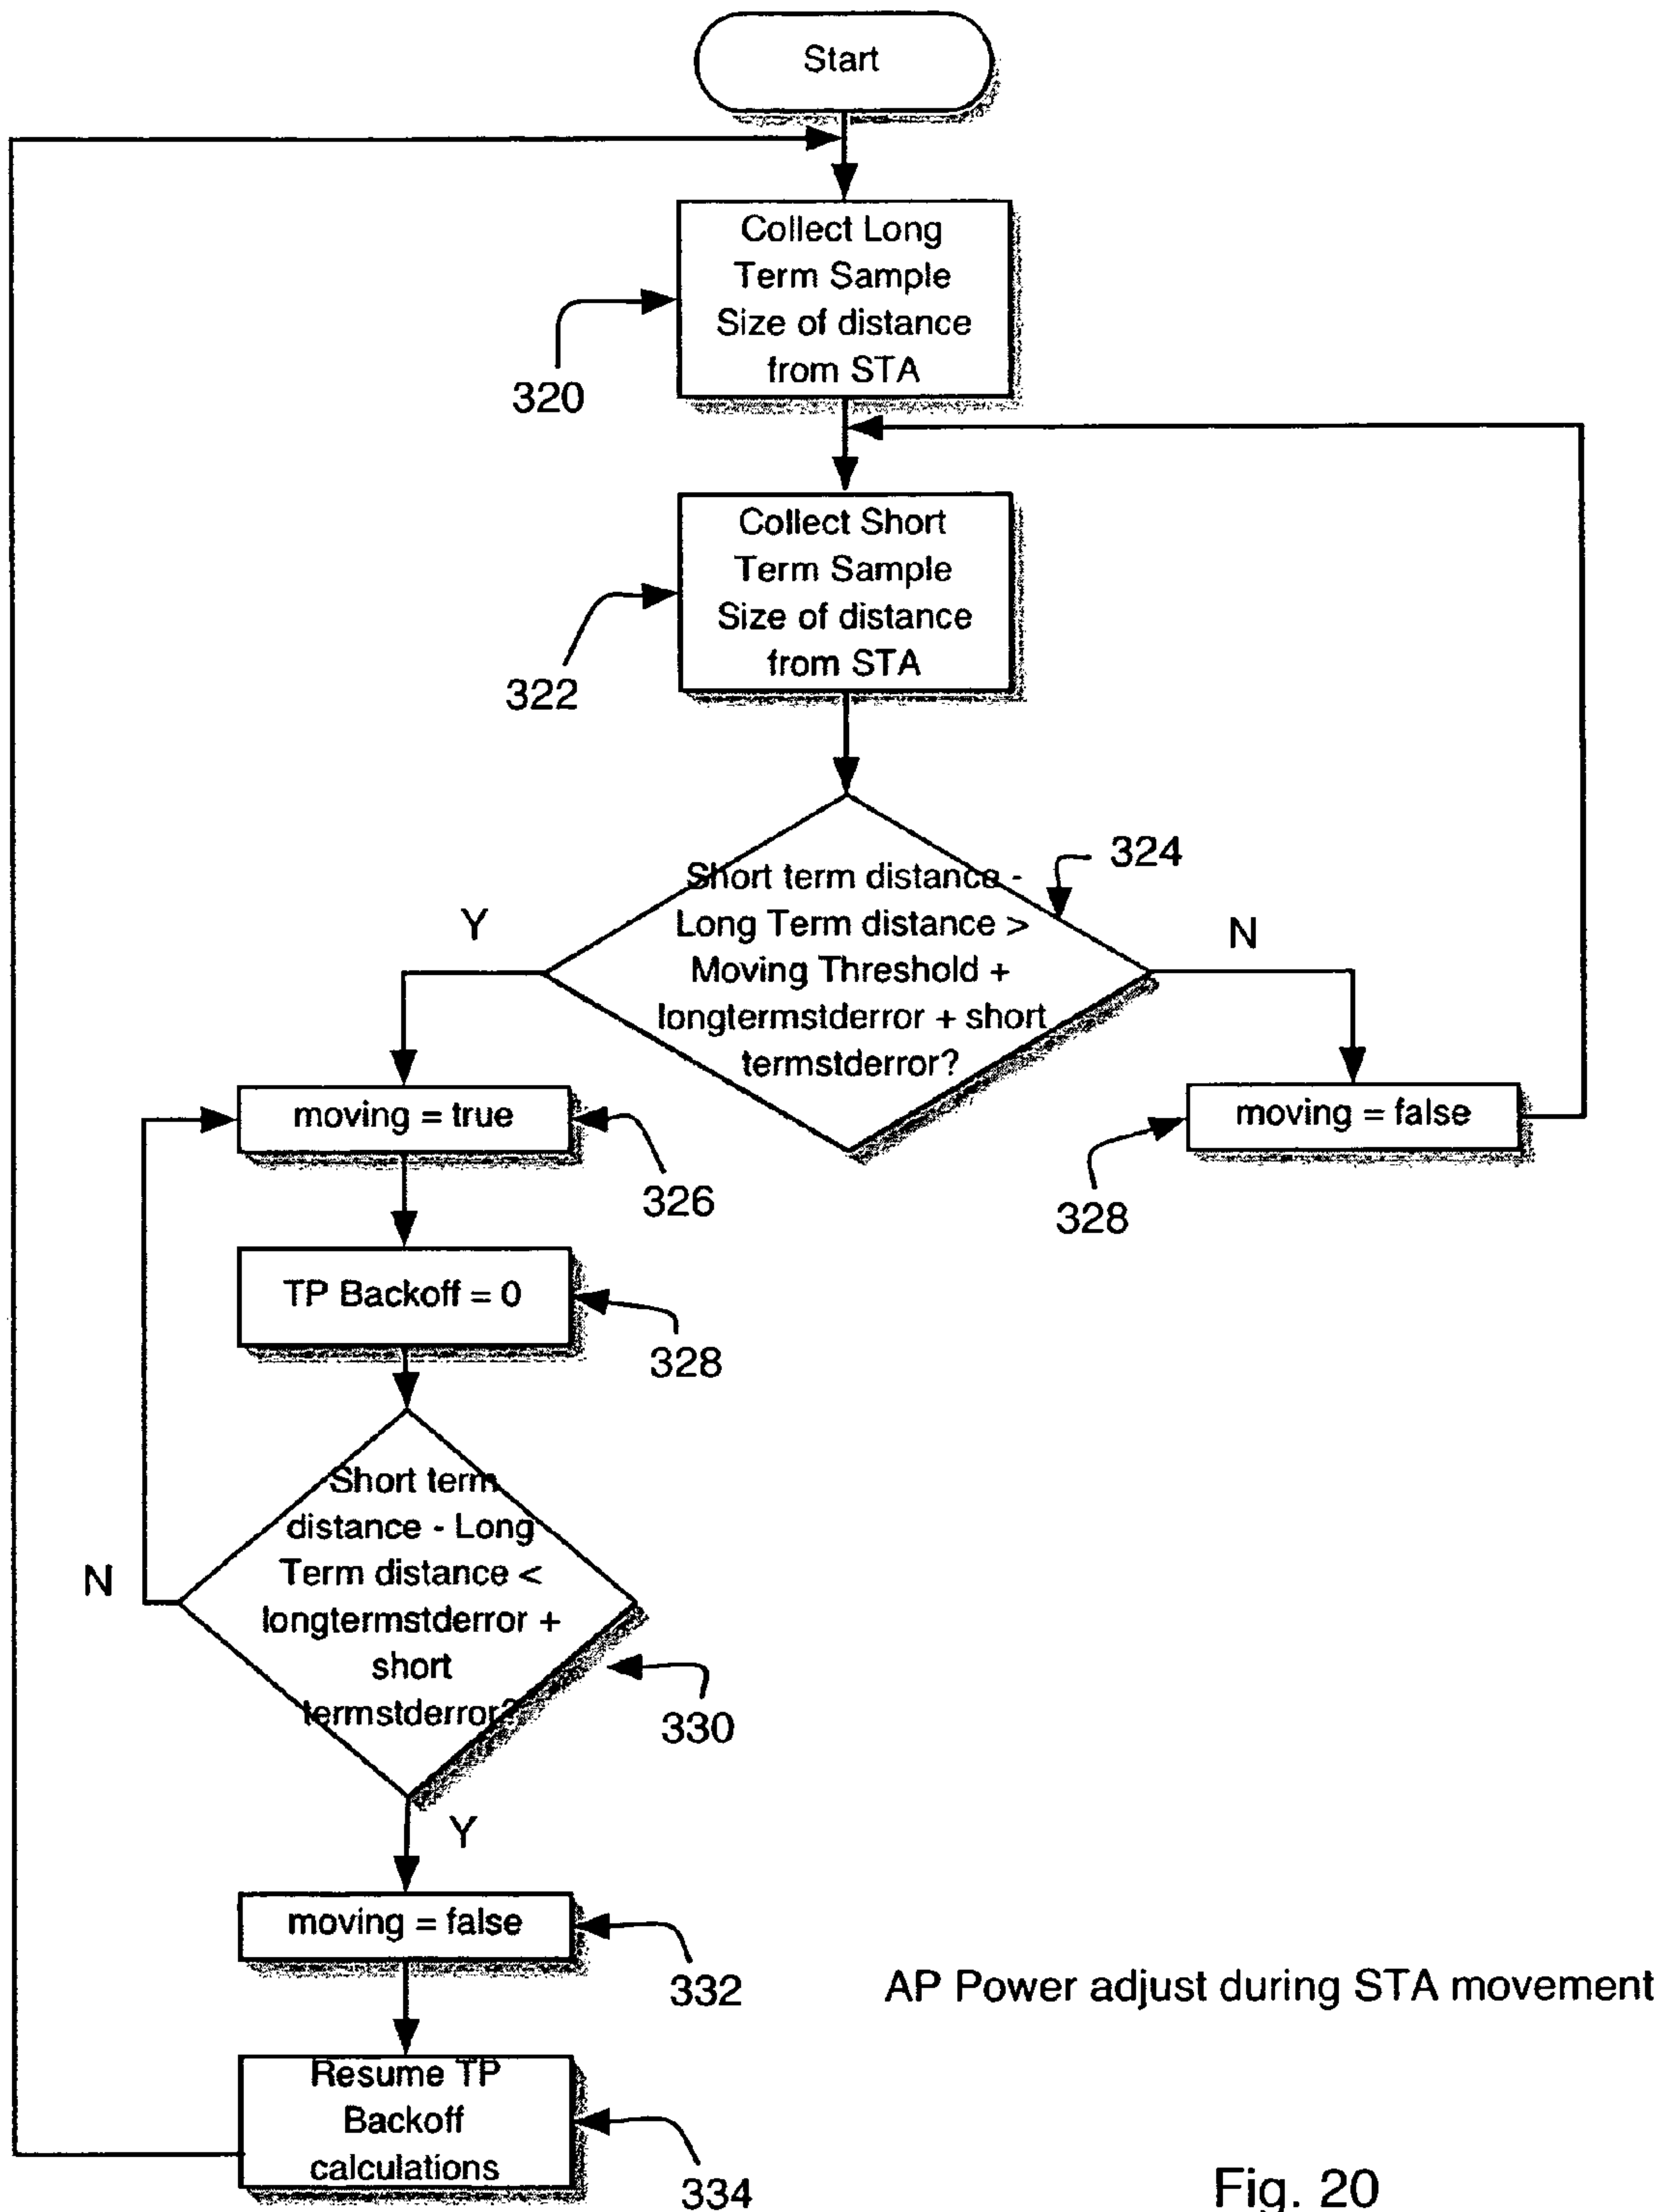 Start
Collect Long
Term Sample
Size of distance
from STA
320
Collect Short
Term Sample
Size of distance
from STA
322
324
Short term distance -
Long Term distance >
Moving Threshold +
longtermstderror + short
termstderror?
Y
N
moving = true
326
moving = false
328
TP Backoff = 0
328
Short term
distance - Long
Term distance <
longtermstderror +
short
termstderror?
N
330
Y
moving = false
332
AP Power adjust during STA movement
Resume TP
Backoff
calculations
334
Fig. 20